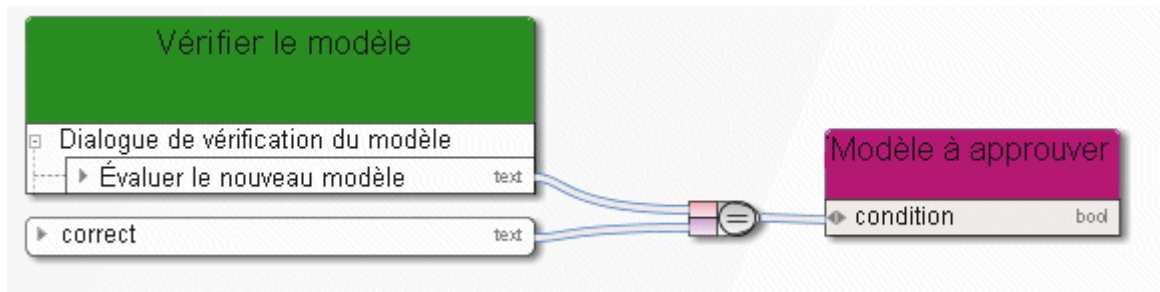 Vérifier le modèle
Dialogue de vérification du modèle
Évaluer le nouveau modèle text
correct text
=
Modèle à approuver
condition bool